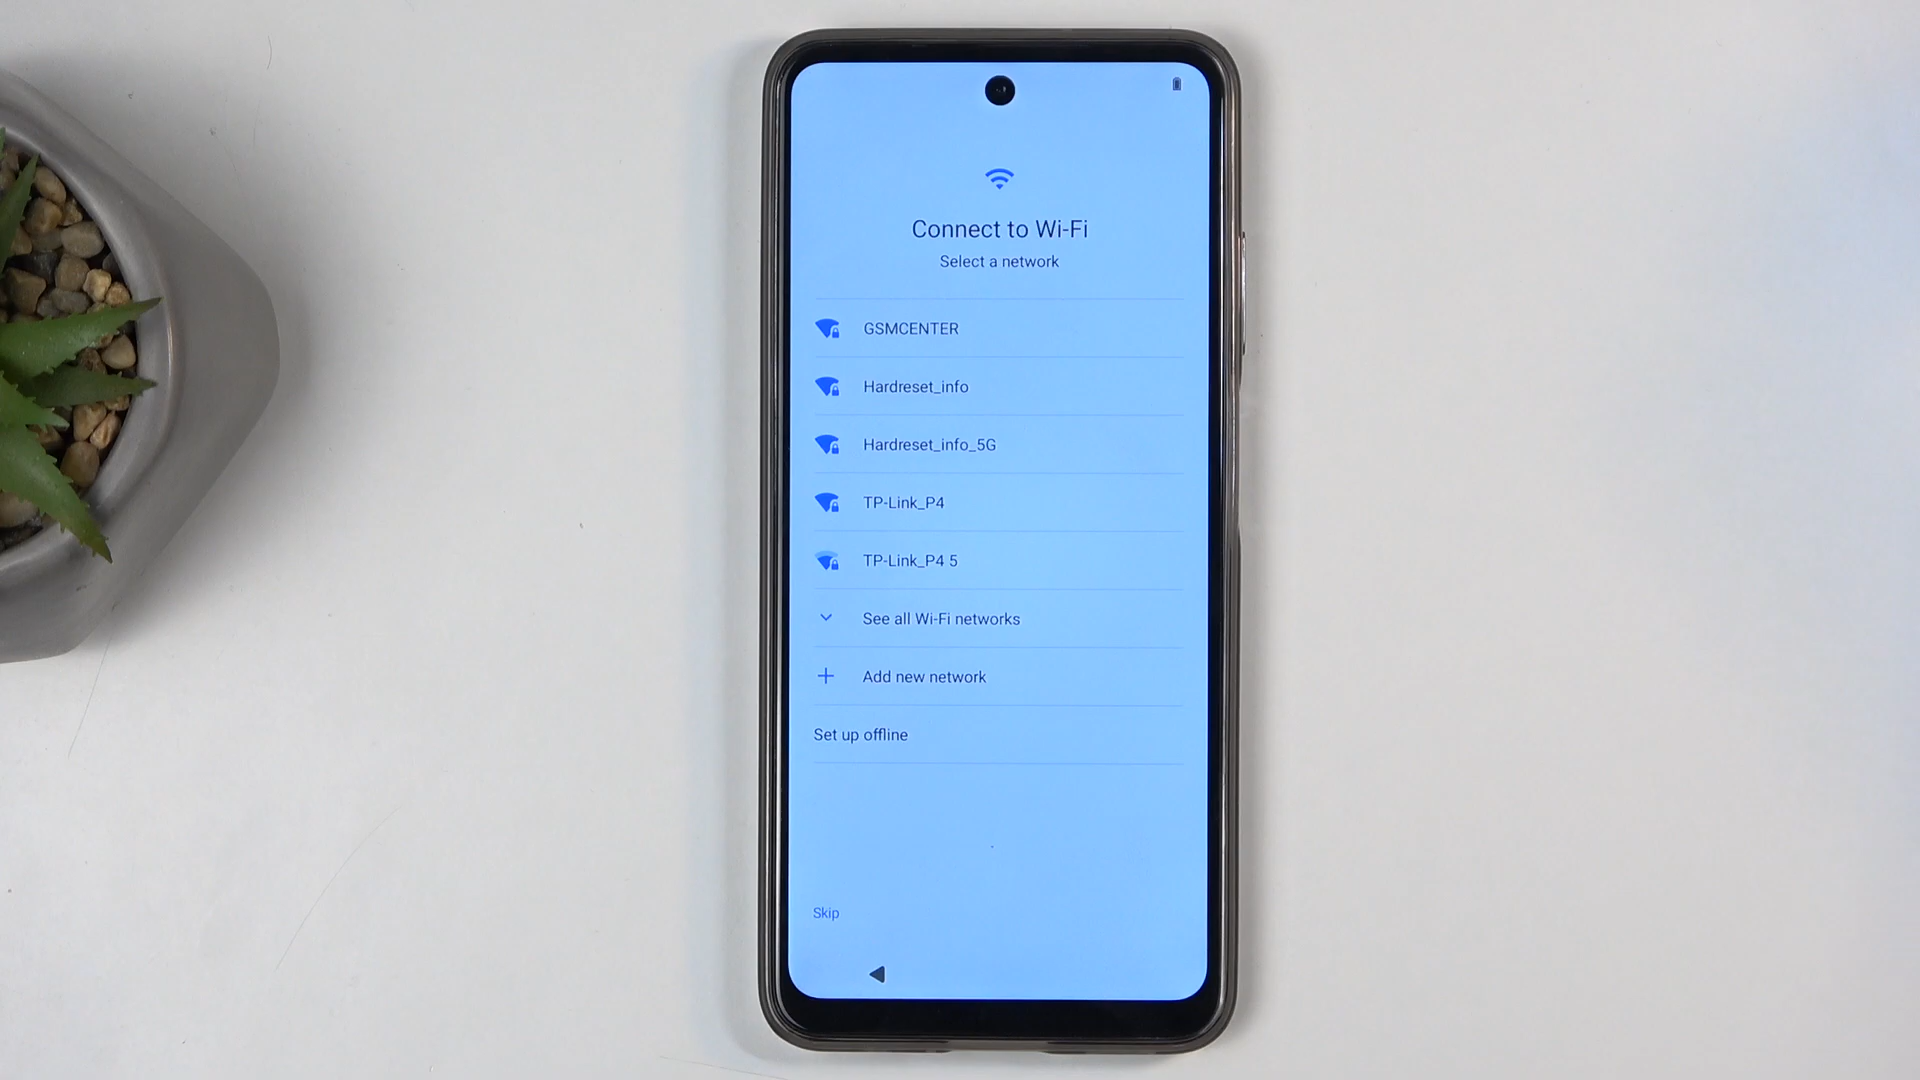 Connect to Wi-Fi
Select a network
GSMCENTER
Hardreset_info
Hardreset_info_5G
TP-Link_P4
TP-Link_P4 5
See all Wi-Fi networks
Add new network
Set up offline
Skip